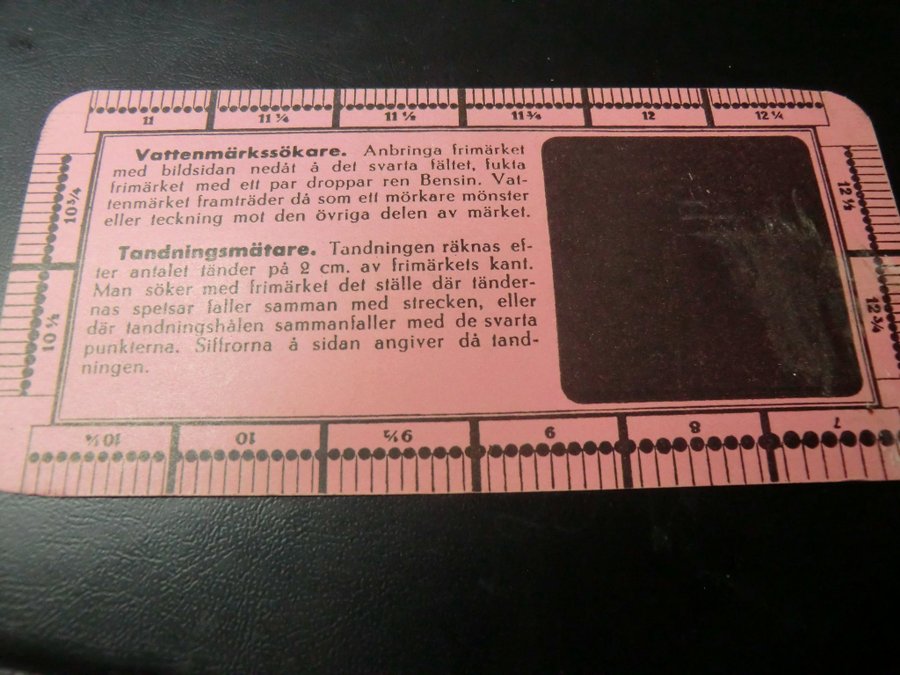 11 11 ¼ 11 ½ 11 ¾ 12 12 ¼
Vattenmärkssökare. Anbringa frimärket
med bildsidan nedåt å det svarta fältet, fukta
frimärket med ett par droppar ren Bensin. Vat-
tenmärket framträder då som ett mörkare mönster
eller teckning mot den övriga delen av märket.
Tandningsmätare. Tandningen räknas ef-
ter antalet tänder på 2 cm. av frimärkets kant.
Man söker med frimärket det ställe där tänder-
nas spetsar faller samman med strecken, eller
där tandningshålen sammanfaller med de svarta
punkterna. Siffrorna å sidan angiver då tand-
ningen.
10 ¾
10 ½
12 ½
12 ¾
10 ¼ 10 9 ½ 9 8 7